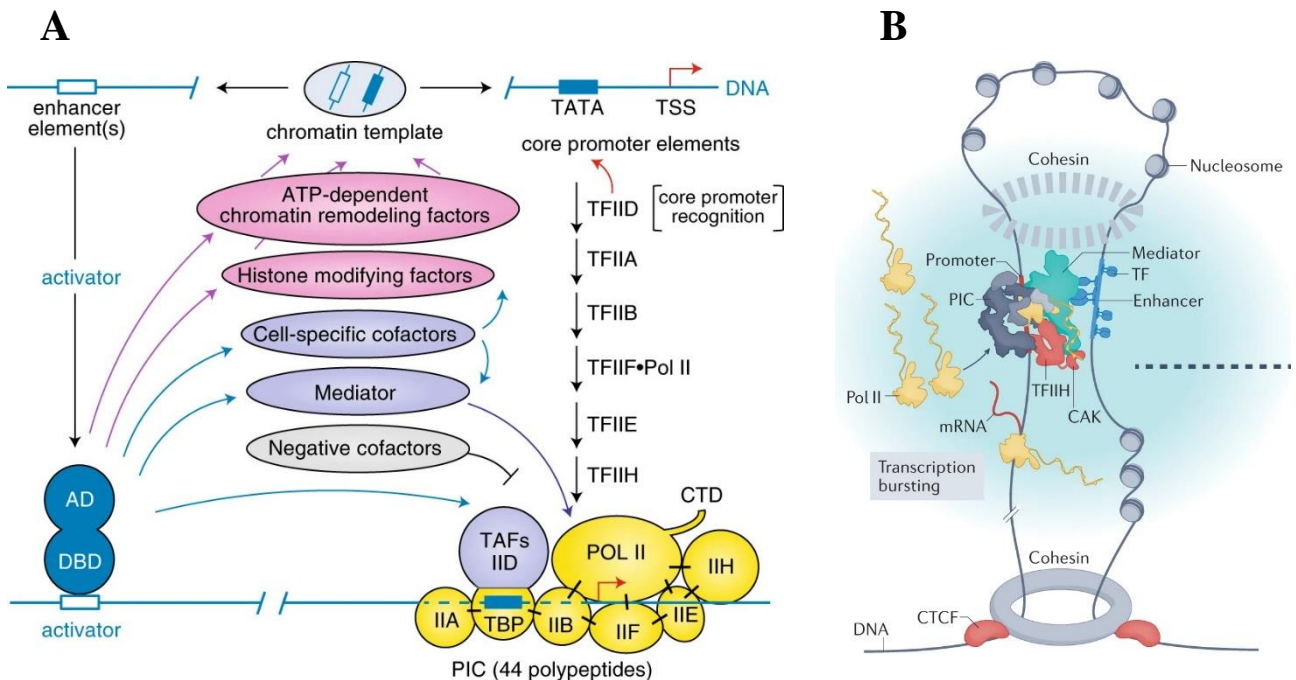 A
enhancer
element(s)
chromatin template
TATA
TSS
DNA
core promoter elements
ATP-dependent
chromatin remodeling factors
Histone modifying factors
Cell-specific cofactors
Mediator
Negative cofactors
activator
TFIID
core promoter
recognition
TFIIA
TFIIB
TFIIF•Pol II
TFIIE
TFIIH
AD
DBD
activator
CTD
TAFs
IID
POL II
IIH
IIA
TBP
IIB
IIF
IIE
PIC (44 polypeptides)
B
Cohesin
Nucleosome
Promoter
Mediator
TF
PIC
Enhancer
Pol II
TFIIH
CAK
mRNA
Transcription
bursting
Cohesin
CTCF
DNA